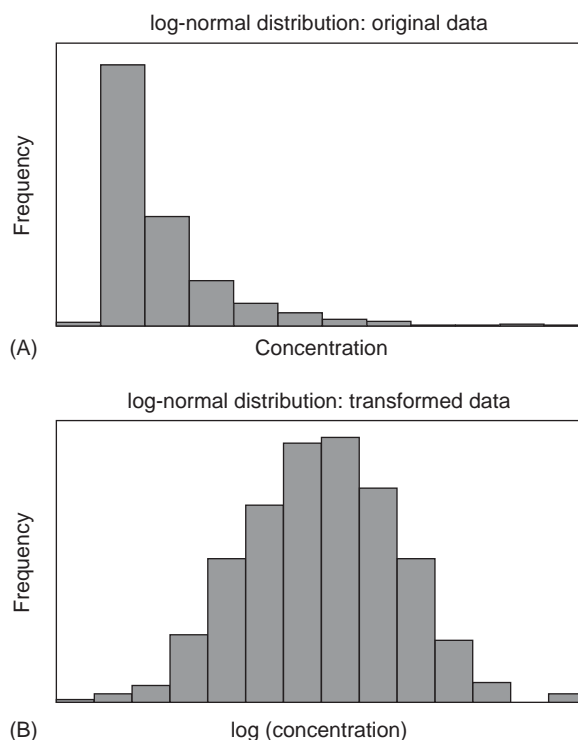 log-normal distribution: original data
Frequency
(A)
Concentration
log-normal distribution: transformed data
Frequency
(B)
log (concentration)